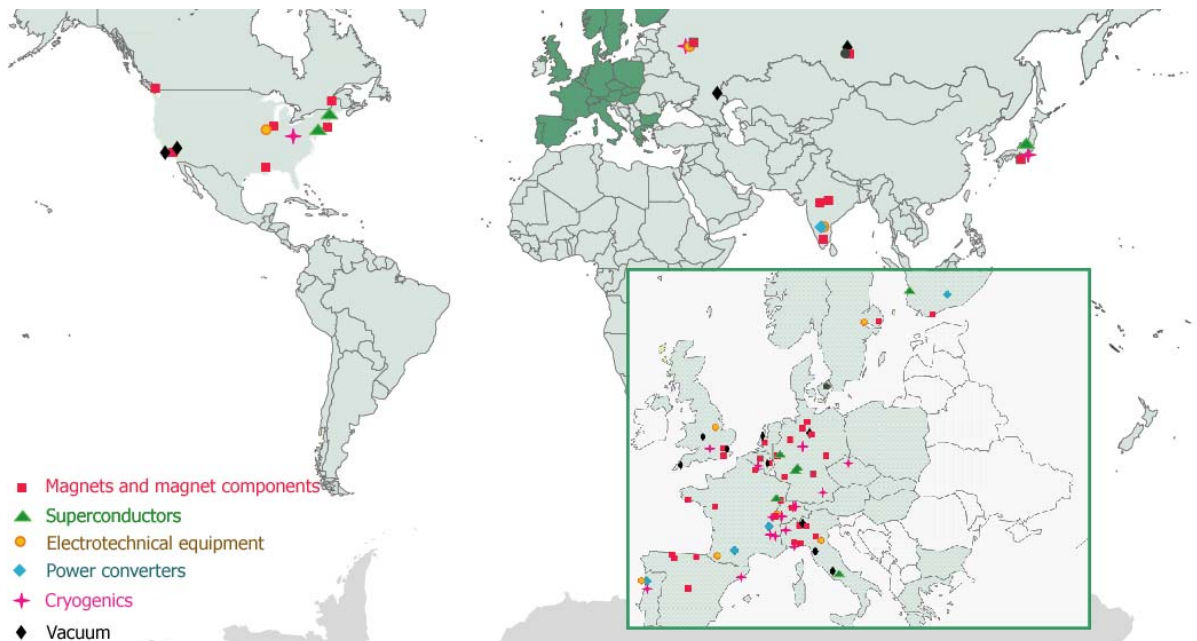 Magnets and magnet components
Superconductors
Electrotechnical equipment
Power converters
Cryogenics
Vacuum